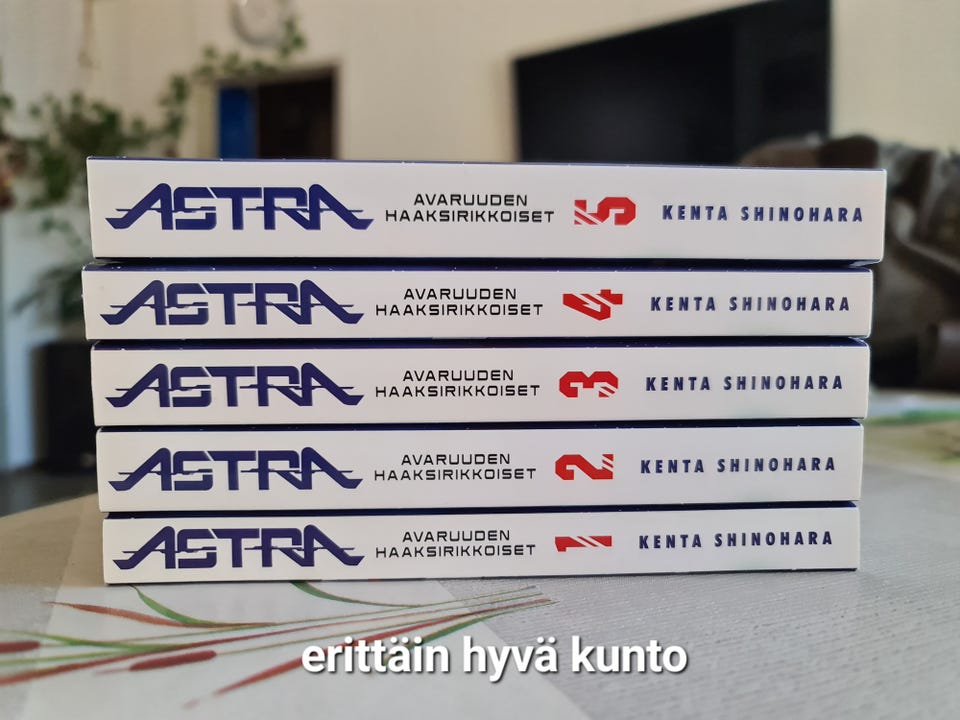 ASTRA
AVARUUDEN
HAAKSIRIKKOISET
5
KENTA SHINOHARA
ASTRA
AVARUUDEN
HAAKSIRIKKOISET
4
KENTA SHINOHARA
ASTRA
AVARUUDEN
HAAKSIRIKKOISET
3
KENTA SHINOHARA
ASTRA
AVARUUDEN
HAAKSIRIKKOISET
2
KENTA SHINOHARA
ASTRA
AVARUUDEN
HAAKSIRIKKOISET
1
KENTA SHINOHARA
erittäin hyvä kunto